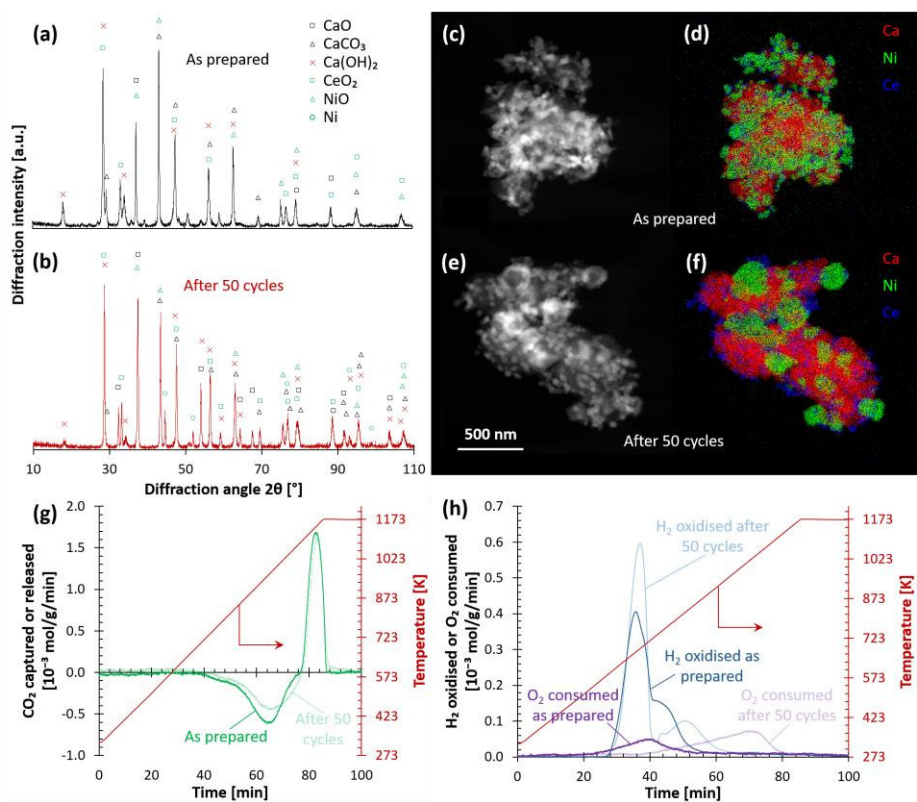 (a)
As prepared
□ CaO
△ CaCO₃
× Ca(OH)₂
□ CeO₂
△ NiO
○ Ni
(b)
After 50 cycles
Diffraction intensity [a.u.]
10 30 50 70 90 110
Diffraction angle 2θ [°]
(c)
(d)
Ca
Ni
Ce
As prepared
(e)
(f)
Ca
Ni
Ce
500 nm
After 50 cycles
(g)
CO₂ captured or released
[10⁻³ mol/g/min]
2.0
1.5
1.0
0.5
0.0
-0.5
-1.0
As prepared
After 50
cycles
1173
1023
873
723
573
423
273
Temperature [K]
0 20 40 60 80 100
Time [min]
(h)
H₂ oxidised or O₂ consumed
[10⁻³ mol/g/min]
0.7
0.6
0.5
0.4
0.3
0.2
0.1
0.0
H₂ oxidised after
50 cycles
H₂ oxidised as
prepared
O₂ consumed
as prepared
O₂ consumed
after 50 cycles
1173
1023
873
723
573
423
273
Temperature [K]
0 20 40 60 80 100
Time [min]